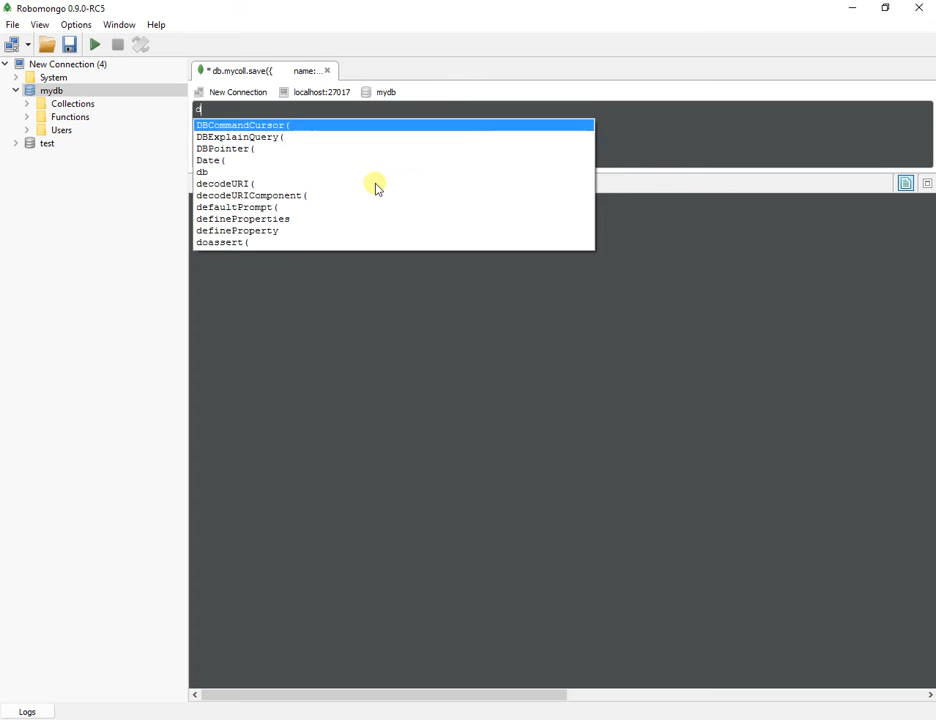 Robomongo 0.9.0-RC5
File View Options Window Help
New Connection (4)
System
mydb
Collections
Functions
Users
test
* db.mycoll.save({ name:...
New Connection localhost:27017 mydb
d
DBCommandCursor(
DBExplainQuery(
DBPointer(
Date(
db
decodeURI(
decodeURIComponent(
defaultPrompt(
defineProperties
defineProperty
doassert(
Logs